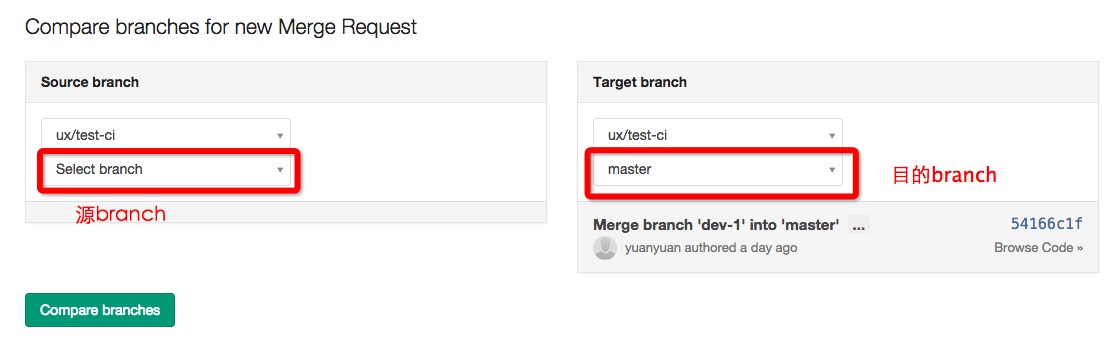 Compare branches for new Merge Request
Source branch
ux/test-ci
Select branch
源branch
Target branch
ux/test-ci
master
目的branch
Merge branch 'dev-1' into 'master' ...
54166c1f
yuanyuan authored a day ago
Browse Code »
Compare branches